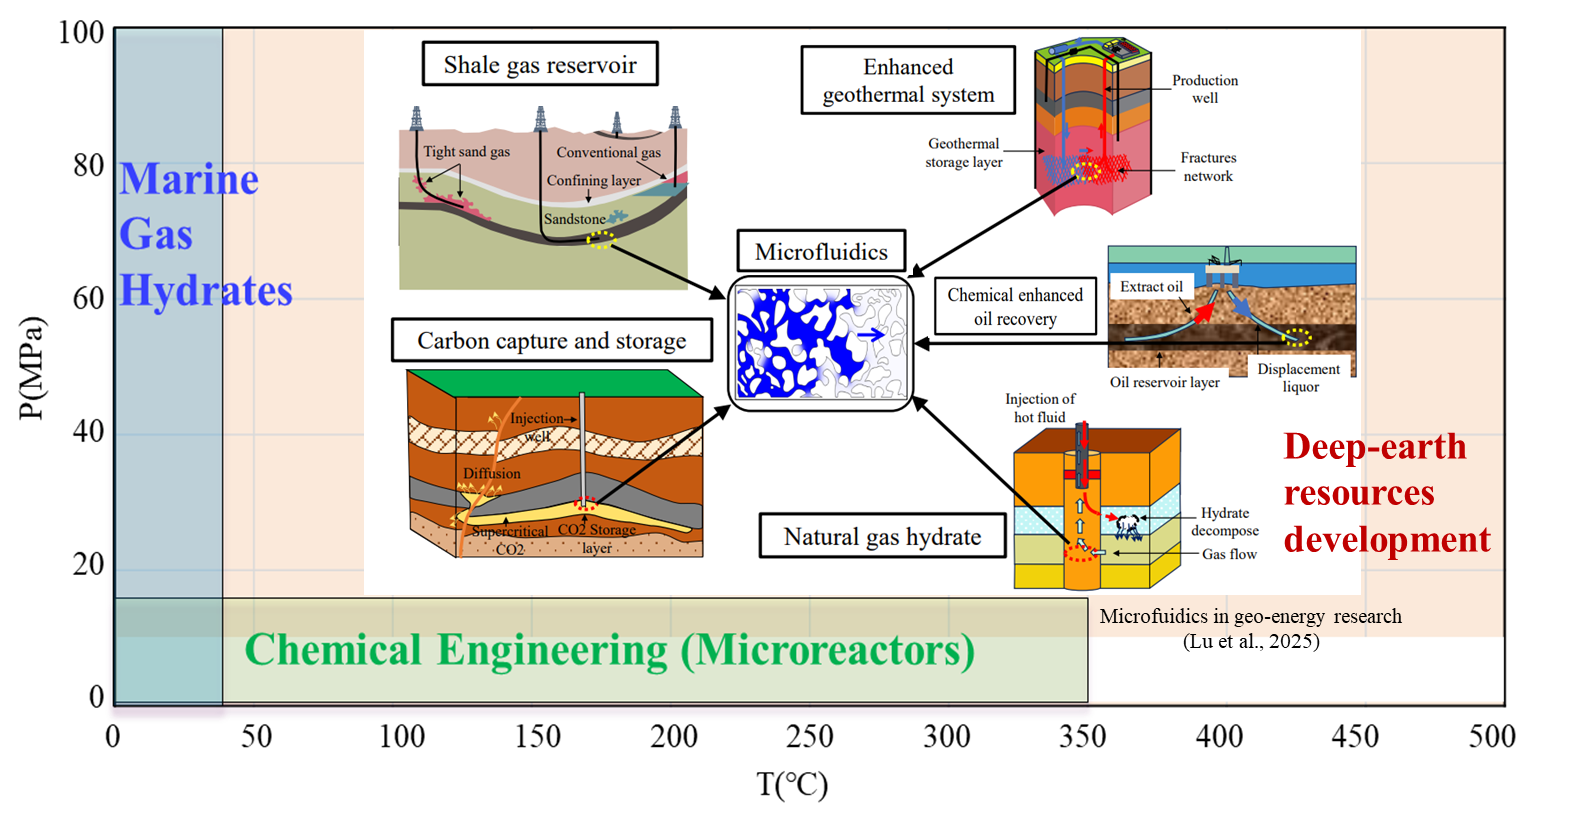 P(MPa)
100
80
60
40
20
0
0
50
100
150
200
250
300
350
400
450
500
T(°C)
Marine
Gas
Hydrates
Shale gas reservoir
Tight sand gas
Conventional gas
Confining layer
Sandstone
Enhanced
geothermal system
Production
well
Geothermal
storage layer
Fractures
network
Microfluidics
Chemical enhanced
oil recovery
Extract oil
Oil reservoir layer
Displacement
liquor
Carbon capture and storage
Injection
well
Diffusion
Supercritical
CO2
CO2 Storage
layer
Injection of
hot fluid
Natural gas hydrate
Hydrate
decompose
Gas flow
Deep-earth
resources
development
Microfuidics in geo-energy research
(Lu et al., 2025)
Chemical Engineering (Microreactors)